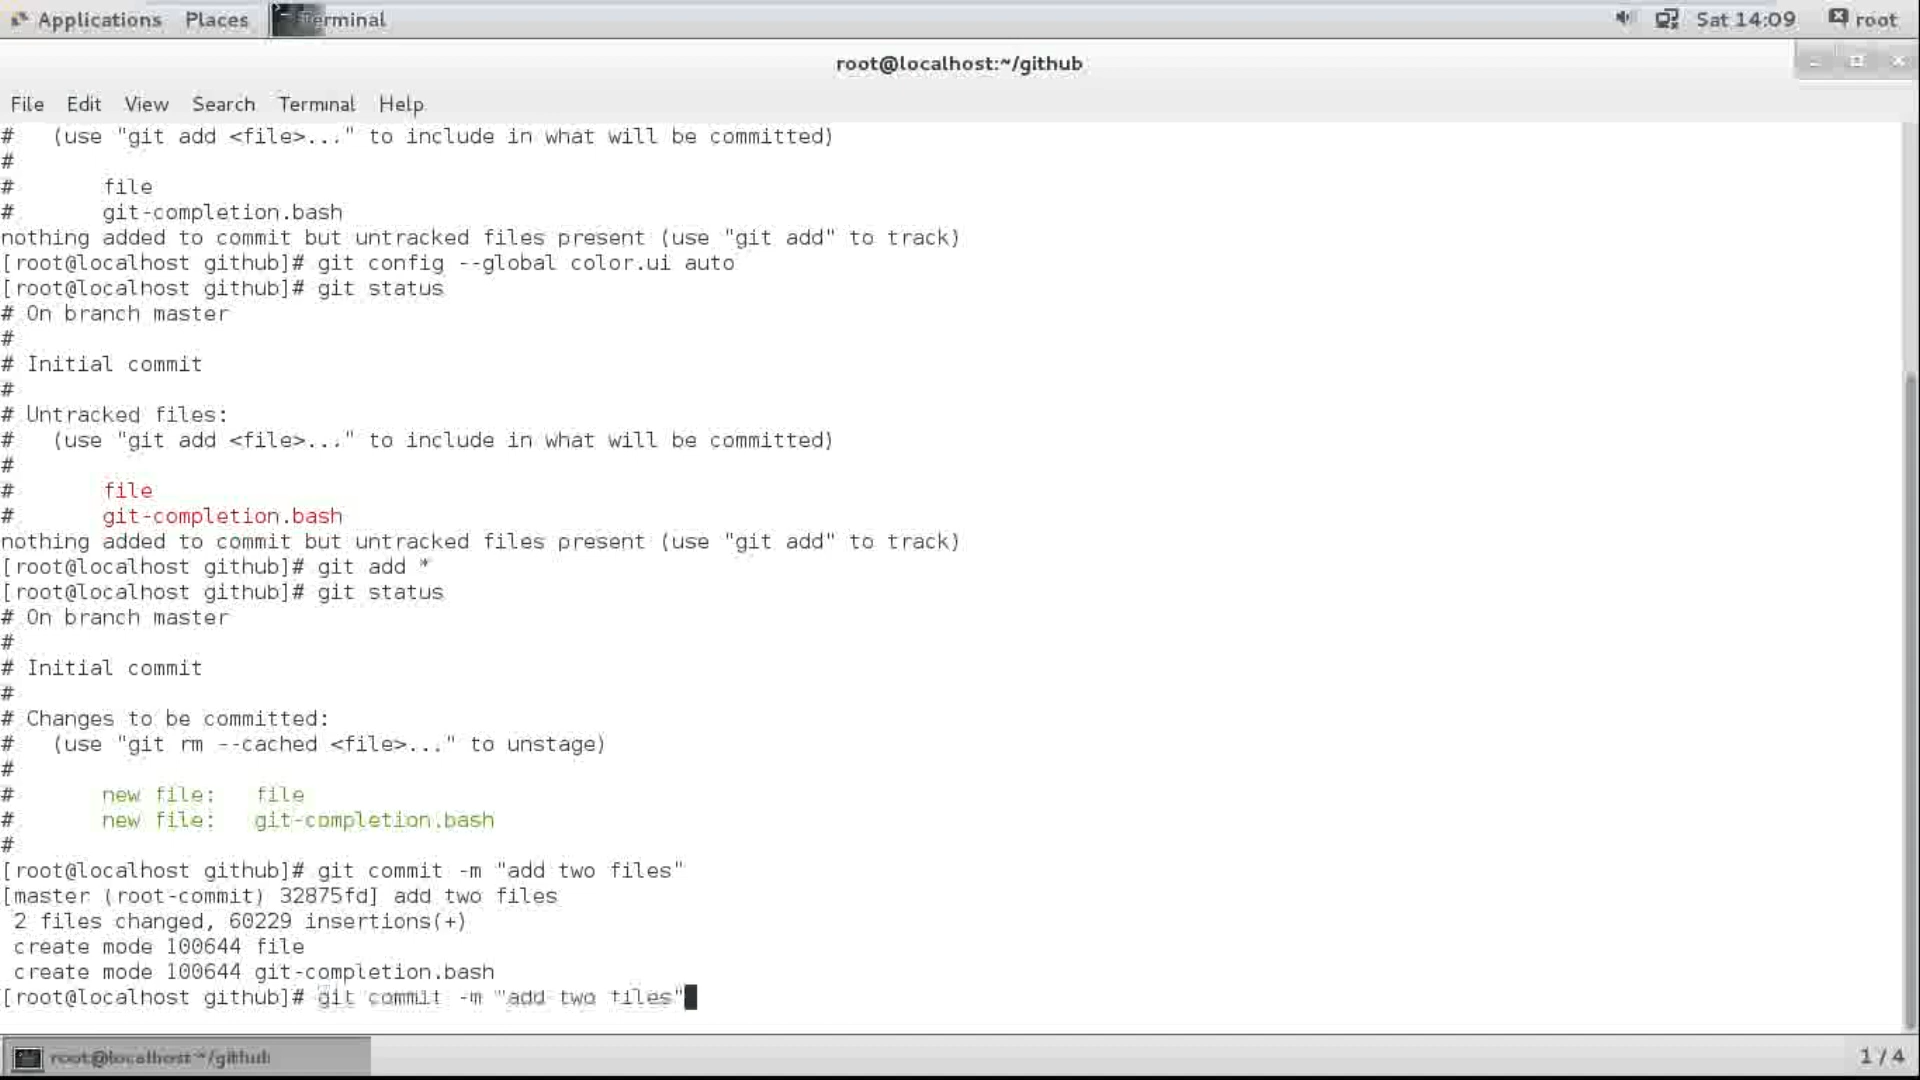 Applications Places Terminal Sat 14:09 root
root@localhost:~/github
File Edit View Search Terminal Help
#   (use "git add <file>..." to include in what will be committed)
#
#       file
#       git-completion.bash
nothing added to commit but untracked files present (use "git add" to track)
[root@localhost github]# git config --global color.ui auto
[root@localhost github]# git status
# On branch master
#
# Initial commit
#
# Untracked files:
#   (use "git add <file>..." to include in what will be committed)
#
#       file
#       git-completion.bash
nothing added to commit but untracked files present (use "git add" to track)
[root@localhost github]# git add *
[root@localhost github]# git status
# On branch master
#
# Initial commit
#
# Changes to be committed:
#   (use "git rm --cached <file>..." to unstage)
#
#       new file:   file
#       new file:   git-completion.bash
#
[root@localhost github]# git commit -m "add two files"
[master (root-commit) 32875fd] add two files
 2 files changed, 60229 insertions(+)
 create mode 100644 file
 create mode 100644 git-completion.bash
[root@localhost github]# git commit -m "add two files"
root@localhost:~/github 1 / 4